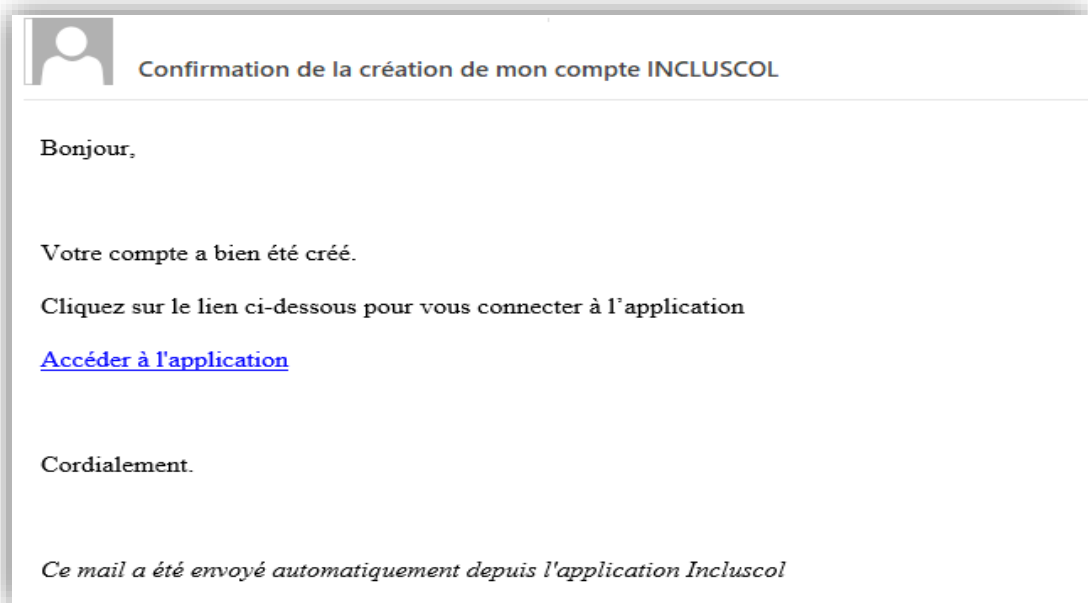 Confirmation de la création de mon compte INCLUSCOL
Bonjour,
Votre compte a bien été créé.
Cliquez sur le lien ci-dessous pour vous connecter à l’application
Accéder à l'application
Cordialement.
Ce mail a été envoyé automatiquement depuis l'application Incluscol